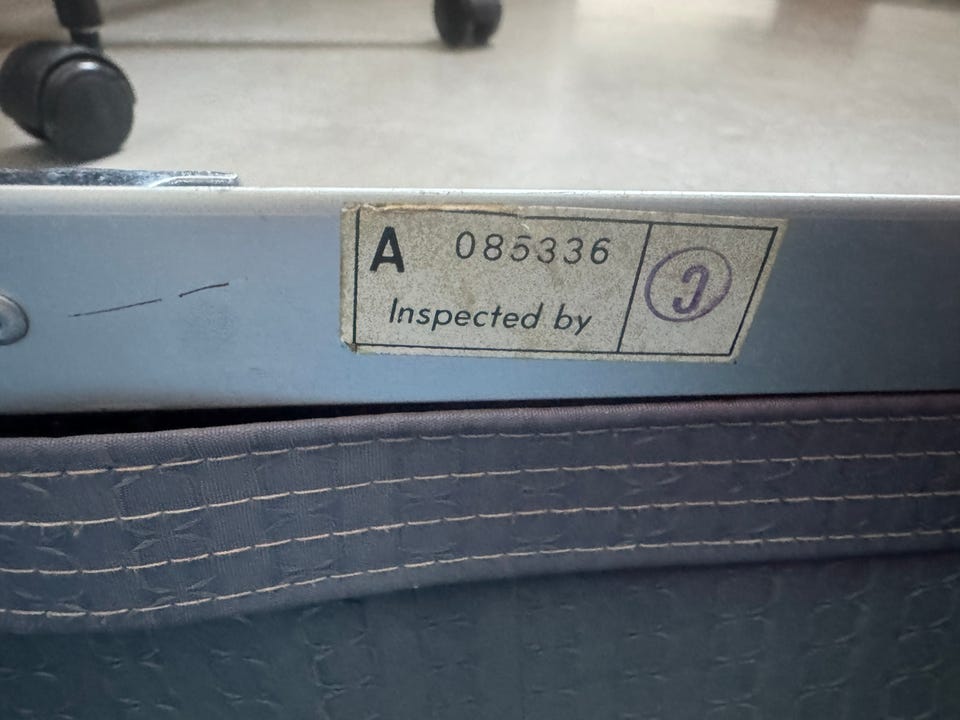 A 085336
Inspected by